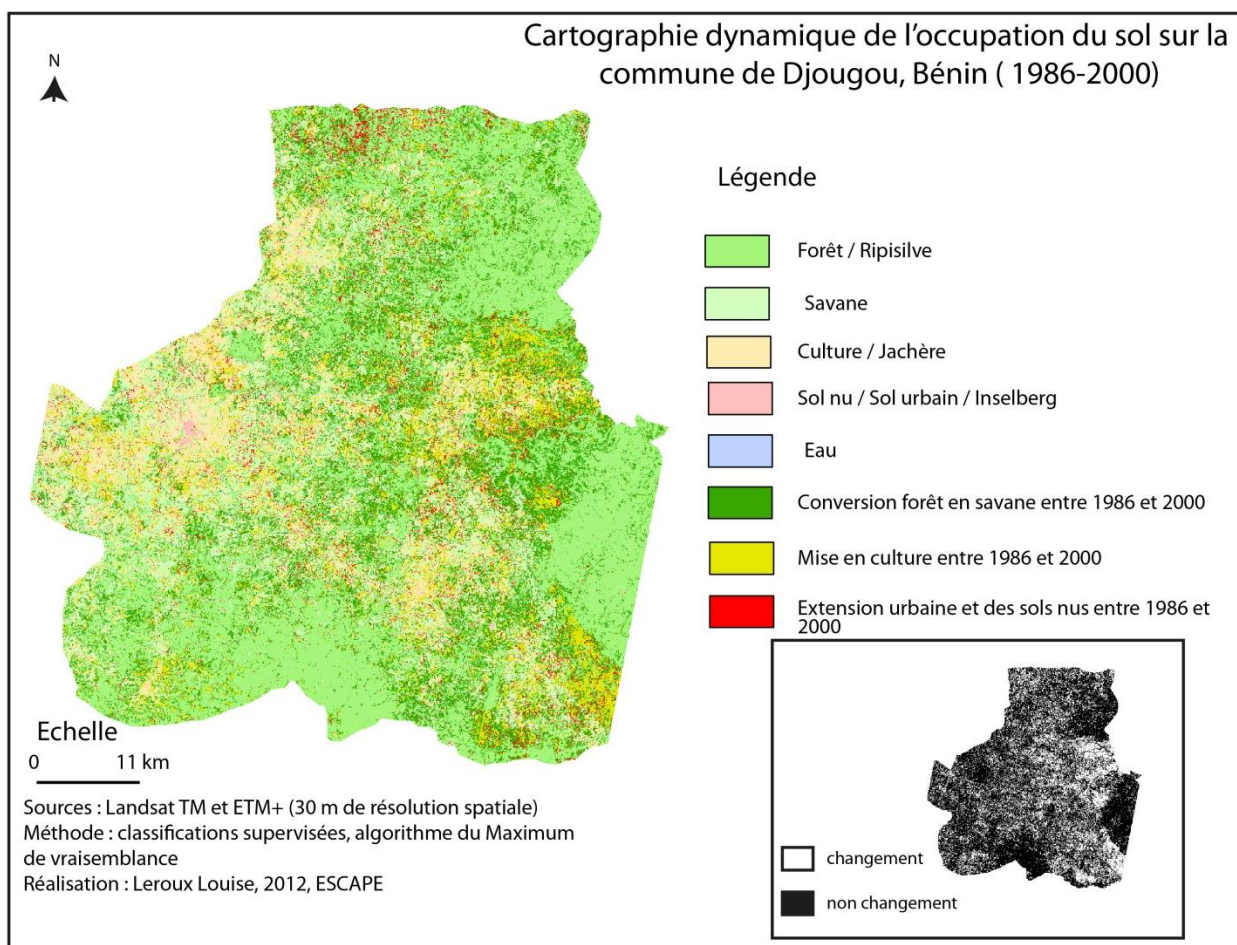 Cartographie dynamique de l'occupation du sol sur la
commune de Djougou, Bénin ( 1986-2000)
N
Légende
Forêt / Ripisilve
Savane
Culture / Jachère
Sol nu / Sol urbain / Inselberg
Eau
Conversion forêt en savane entre 1986 et 2000
Mise en culture entre 1986 et 2000
Extension urbaine et des sols nus entre 1986 et
2000
Echelle
0 11 km
Sources : Landsat TM et ETM+ (30 m de résolution spatiale)
Méthode : classifications supervisées, algorithme du Maximum
de vraisemblance
Réalisation : Leroux Louise, 2012, ESCAPE
changement
non changement